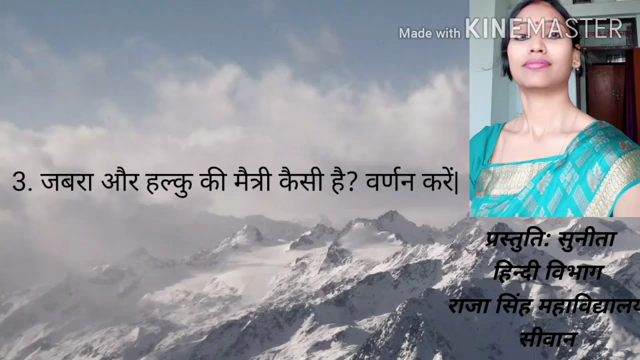 Made with KINEMASTER
3. जबरा और हल्कु की मैत्री कैसी है? वर्णन करें|
प्रस्तुति: सुनीता
हिन्दी विभाग
राजा सिंह महाविद्यालय
सीवान